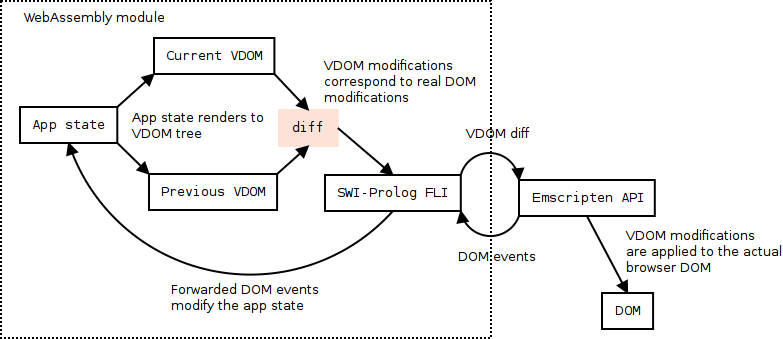 WebAssembly module
Current VDOM
VDOM modifications
correspond to real DOM
modifications
App state
App state renders to
VDOM tree
diff
VDOM diff
Previous VDOM
SWI-Prolog FLI
Emscripten API
DOM events
VDOM modifications
are applied to the actual
browser DOM
Forwarded DOM events
modify the app state
DOM